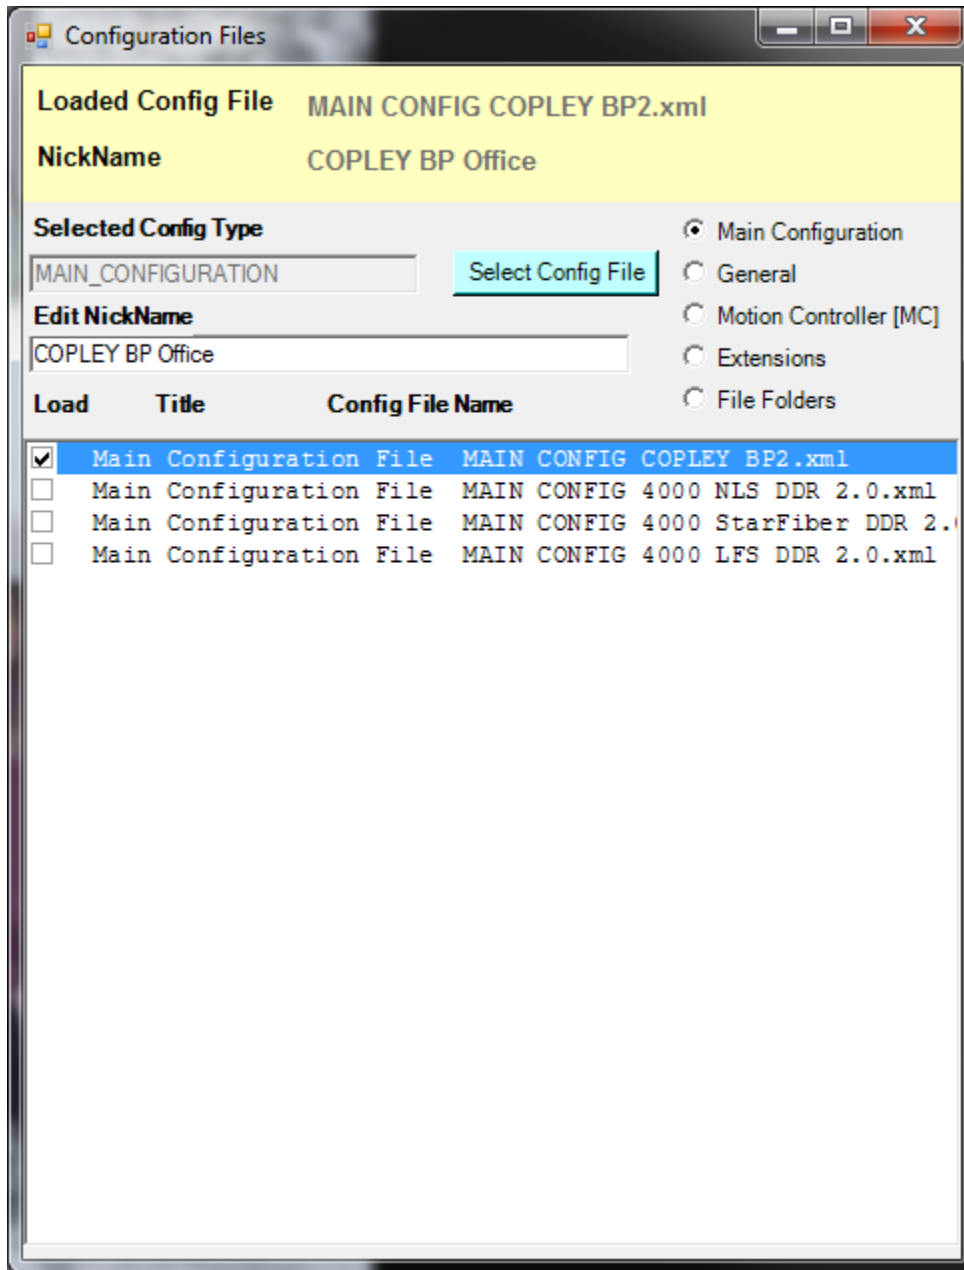 Configuration Files
Loaded Config File MAIN CONFIG COPLEY BP2.xml
NickName COPLEY BP Office
Selected Config Type
MAIN_CONFIGURATION
Select Config File
Main Configuration
General
Motion Controller [MC]
Extensions
File Folders
Edit NickName
COPLEY BP Office
Load Title Config File Name
Main Configuration File MAIN CONFIG COPLEY BP2.xml
Main Configuration File MAIN CONFIG 4000 NLS DDR 2.0.xml
Main Configuration File MAIN CONFIG 4000 StarFiber DDR 2.
Main Configuration File MAIN CONFIG 4000 LFS DDR 2.0.xml